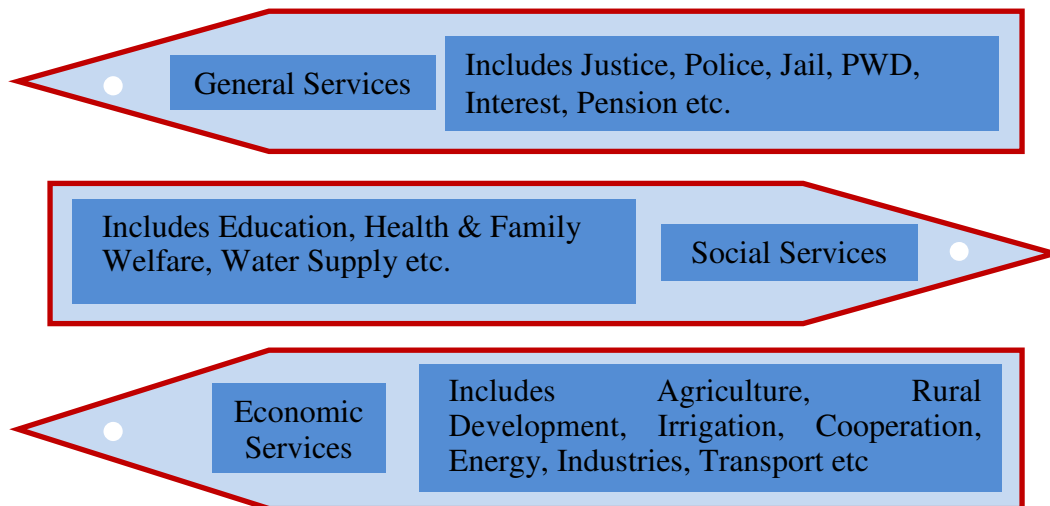 General Services
Includes Justice, Police, Jail, PWD,
Interest, Pension etc.
Includes Education, Health & Family
Welfare, Water Supply etc.
Social Services
Economic
Services
Includes Agriculture, Rural
Development, Irrigation, Cooperation,
Energy, Industries, Transport etc